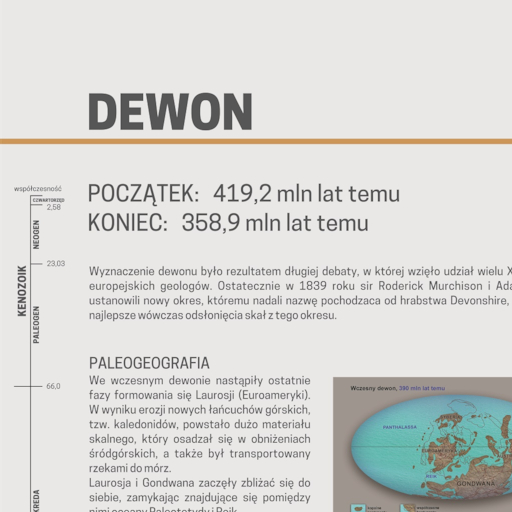 DEWON
POCZĄTEK: 419,2 mln lat temu
KONIEC: 358,9 mln lat temu
współczesność
CZWARTORZĘD
2,58
NEOGEN
23,03
KENOZOIK
PALEOGEN
66,0
KREDA
Wyznaczenie dewonu było rezultatem długiej debaty, w której wzięło udział wielu
europejskich geologów. Ostatecznie w 1839 roku sir Roderick Murchison i
ustanowili nowy okres, któremu nadali nazwę pochodzaca od hrabstwa Devonshire,
najlepsze wówczas odsłonięcia skał z tego okresu.
PALEOGEOGRAFIA
We wczesnym dewonie nastąpiły ostatnie
fazy formowania się Laurosji (Euroameryki).
W wyniku erozji nowych łańcuchów górskich,
tzw. kaledonidów, powstało dużo materiału
skalnego, który osadzał się w obniżeniach
śródgórskich, a także był transportowany
rzekami do mórz.
Laurosja i Gondwana zaczęły zbliżać się do
siebie, zamykając znajdujące się pomiędzy
nimi oceany Paleotetydy i Reik.
Wczesny dewon, 390 mln lat temu
PANTHALASSA
GONDWANA